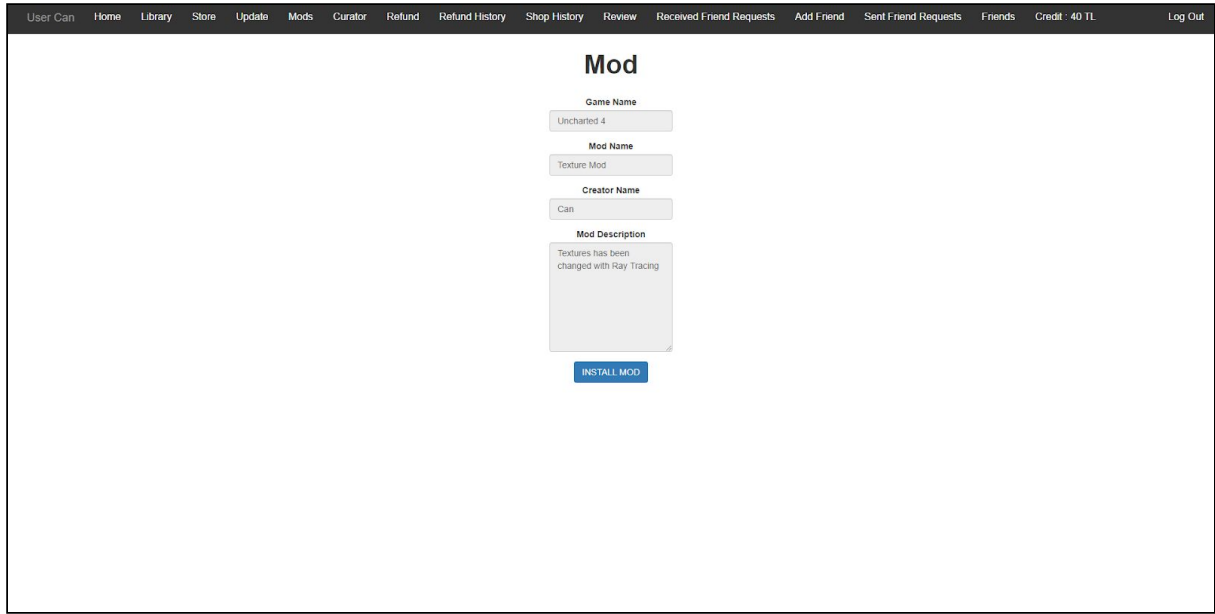 User Can Home Library Store Update Mods Curator Refund Refund History Shop History Review Received Friend Requests Add Friend Sent Friend Requests Friends Credit : 40 TL Log Out
Mod
Game Name
Uncharted 4
Mod Name
Texture Mod
Creator Name
Can
Mod Description
Textures has been
changed with Ray Tracing
INSTALL MOD